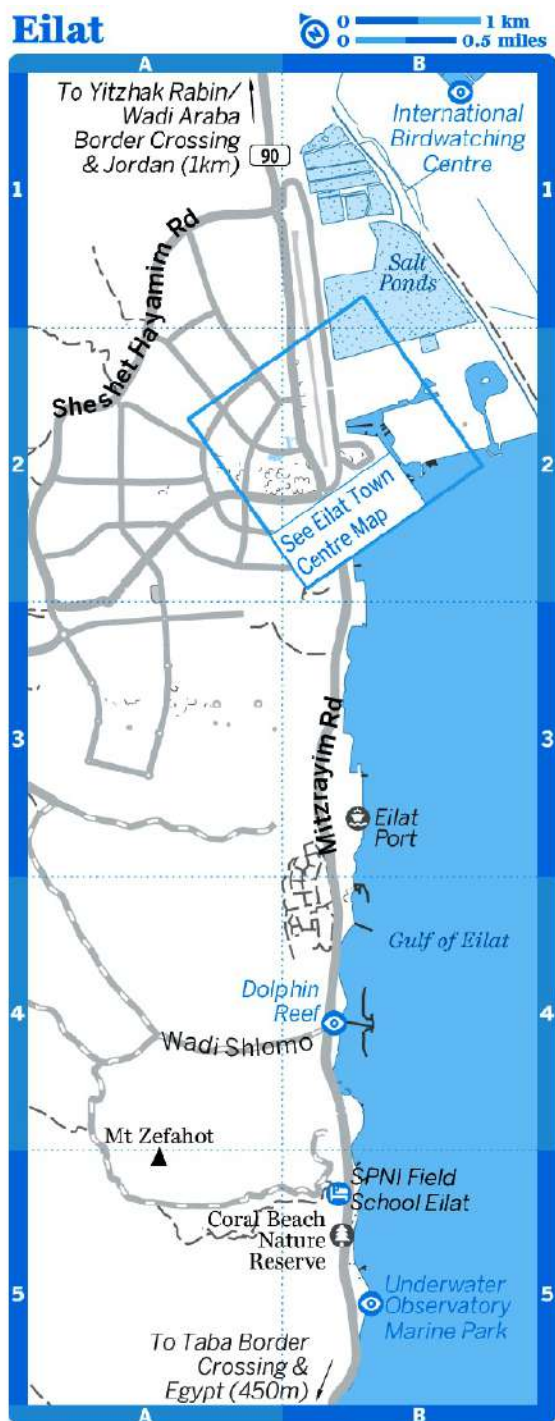 Eilat
0 1 km
0 0.5 miles
A
B
To Yitzhak Rabin/
Wadi Araba
Border Crossing
& Jordan (1km)
90
International
Birdwatching
Centre
1
1
Sheshet Ha yamim Rd
Salt
Ponds
2
2
See Eilat Town
Centre Map
3
3
Mitzrayim Rd
Eilat
Port
Gulf of Eilat
Dolphin
Reef
4
4
Wadi Shlomo
Mt Zefahot
SPNI Field
School Eilat
Coral Beach
Nature
Reserve
5
5
Underwater
Observatory
Marine Park
To Taba Border
Crossing &
Egypt (450m)
A
B